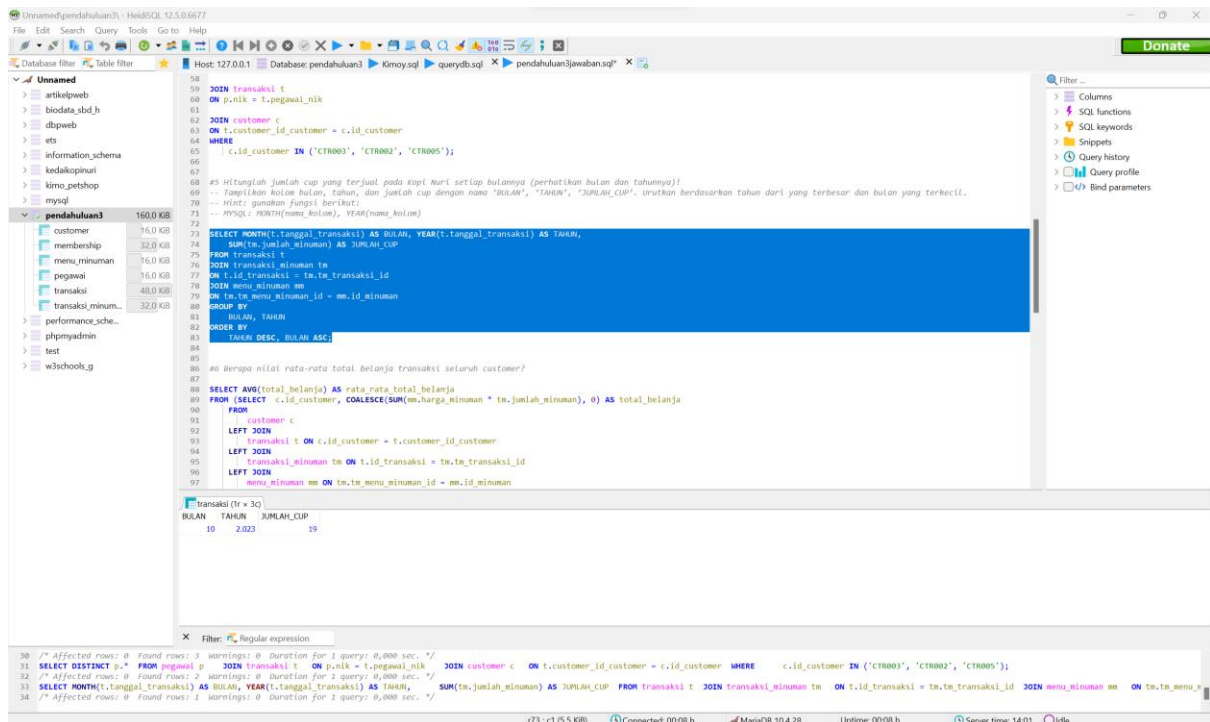 Unnamed\pendahuluan3\ - HeidiSQL 12.5.0.6677
File Edit Search Query Tools Go to Help
Donate
Database filter Table filter
Host: 127.0.0.1 Database: pendahuluan3 Kimoy.sql querydb.sql pendahuluan3jawaban.sql*
Unnamed
artikelpweb
biodata_sbd_h
dbpweb
ets
information_schema
kedaikopinuri
kimo_petshop
mysql
pendahuluan3 160,0 KiB
customer 16,0 KiB
membership 32,0 KiB
menu_minuman 16,0 KiB
pegawai 16,0 KiB
transaksi 48,0 KiB
transaksi_minum... 32,0 KiB
performance_sche...
phpmyadmin
test
w3schools_g
58
59 JOIN transaksi t
60 ON p.nik = t.pegawai_nik
61
62 JOIN customer c
63 ON t.customer_id_customer = c.id_customer
64 WHERE
65 c.id_customer IN ('CTR003', 'CTR002', 'CTR005');
66
67
68 #5 Hitunglah jumlah cup yang terjual pada Kopi Nuri setiap bulannya (perhatikan bulan dan tahunnya)!
69 -- Tampilkan kolom bulan, tahun, dan jumlah cup dengan nama 'BULAN', 'TAHUN', 'JUMLAH_CUP'. Urutkan berdasarkan tahun dari yang terbesar dan bulan yang terkecil.
70 -- Hint: gunakan fungsi berikut:
71 -- MYSQL: MONTH(nama_kolom), YEAR(nama_kolom)
72
73 SELECT MONTH(t.tanggal_transaksi) AS BULAN, YEAR(t.tanggal_transaksi) AS TAHUN,
74 SUM(tm.jumlah_minuman) AS JUMLAH_CUP
75 FROM transaksi t
76 JOIN transaksi_minuman tm
77 ON t.id_transaksi = tm.tm_transaksi_id
78 JOIN menu_minuman mm
79 ON tm.tm_menu_minuman_id = mm.id_minuman
80 GROUP BY
81 BULAN, TAHUN
82 ORDER BY
83 TAHUN DESC, BULAN ASC;
84
85
86 #6 Berapa nilai rata-rata total belanja transaksi seluruh customer?
87
88 SELECT AVG(total_belanja) AS rata_rata_total_belanja
89 FROM (SELECT c.id_customer, COALESCE(SUM(mm.harga_minuman * tm.jumlah_minuman), 0) AS total_belanja
90 FROM
91 customer c
92 LEFT JOIN
93 transaksi t ON c.id_customer = t.customer_id_customer
94 LEFT JOIN
95 transaksi_minuman tm ON t.id_transaksi = tm.tm_transaksi_id
96 LEFT JOIN
97 menu_minuman mm ON tm.tm_menu_minuman_id = mm.id_minuman
Filter ...
Columns
SQL functions
SQL keywords
Snippets
Query history
Query profile
Bind parameters
transaksi (1r × 3c)
BULAN TAHUN JUMLAH_CUP
10 2.023 19
Filter: Regular expression
30 /* Affected rows: 0 Found rows: 3 Warnings: 0 Duration for 1 query: 0,000 sec. */
31 SELECT DISTINCT p.* FROM pegawai p JOIN transaksi t ON p.nik = t.pegawai_nik JOIN customer c ON t.customer_id_customer = c.id_customer WHERE c.id_customer IN ('CTR003', 'CTR002', 'CTR005');
32 /* Affected rows: 0 Found rows: 2 Warnings: 0 Duration for 1 query: 0,000 sec. */
33 SELECT MONTH(t.tanggal_transaksi) AS BULAN, YEAR(t.tanggal_transaksi) AS TAHUN, SUM(tm.jumlah_minuman) AS JUMLAH_CUP FROM transaksi t JOIN transaksi_minuman tm ON t.id_transaksi = tm.tm_transaksi_id JOIN menu_minuman mm ON tm.tm_menu_
34 /* Affected rows: 0 Found rows: 1 Warnings: 0 Duration for 1 query: 0,000 sec. */
r73 : c1 (5,5 KiB) Connected: 00:08 h MariaDB 10.4.28 Uptime: 00:08 h Server time: 14:01 Idle